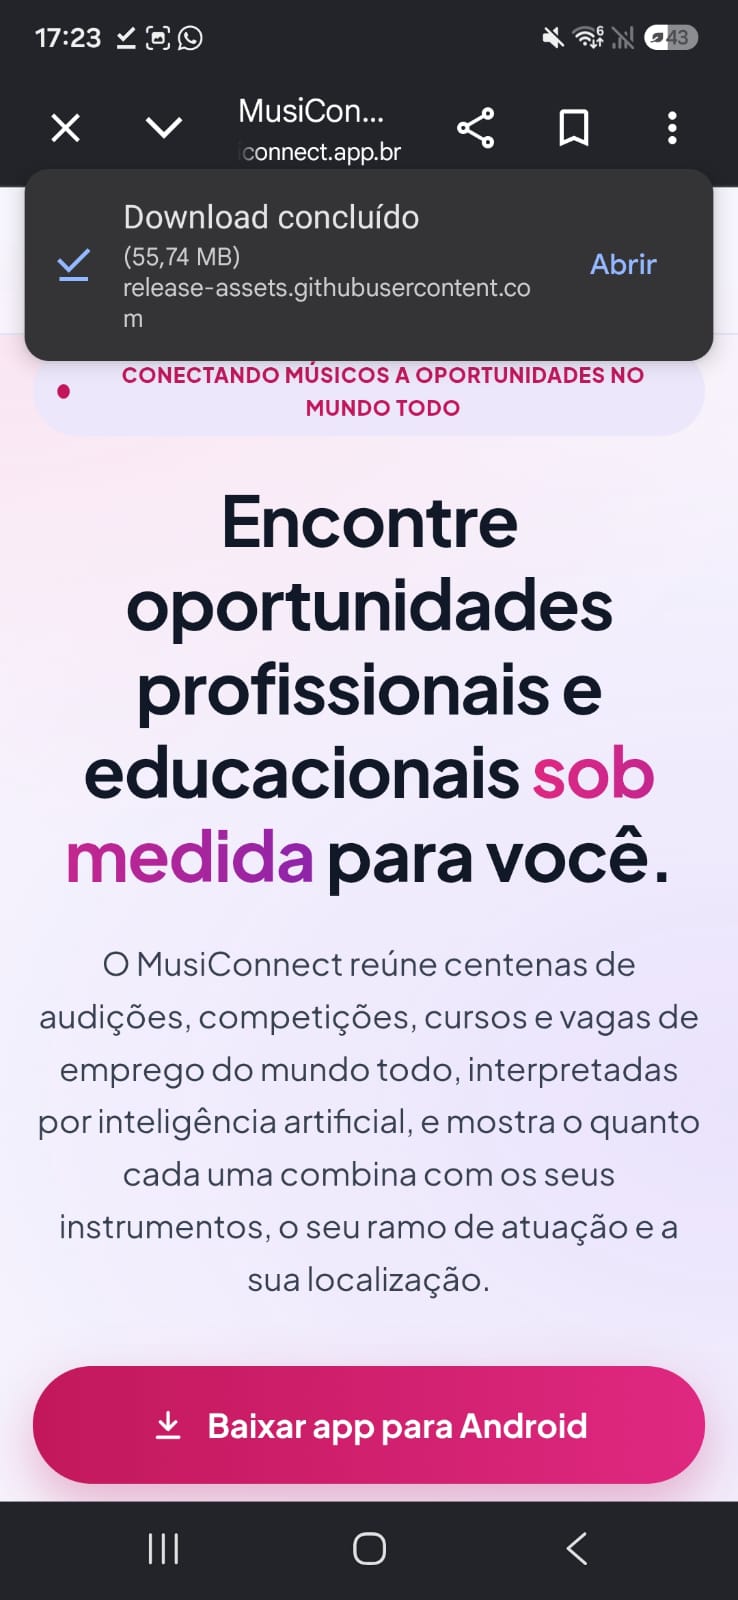 17:23
43
MusiCon...
connect.app.br
Download concluído
(55,74 MB)
release-assets.githubusercontent.co
m
Abrir
CONECTANDO MÚSICOS A OPORTUNIDADES NO
MUNDO TODO
Encontre
oportunidades
profissionais e
educacionais sob
medida para você.
O MusiConnect reúne centenas de
audições, competições, cursos e vagas de
emprego do mundo todo, interpretadas
por inteligência artificial, e mostra o quanto
cada uma combina com os seus
instrumentos, o seu ramo de atuação e a
sua localização.
Baixar app para Android